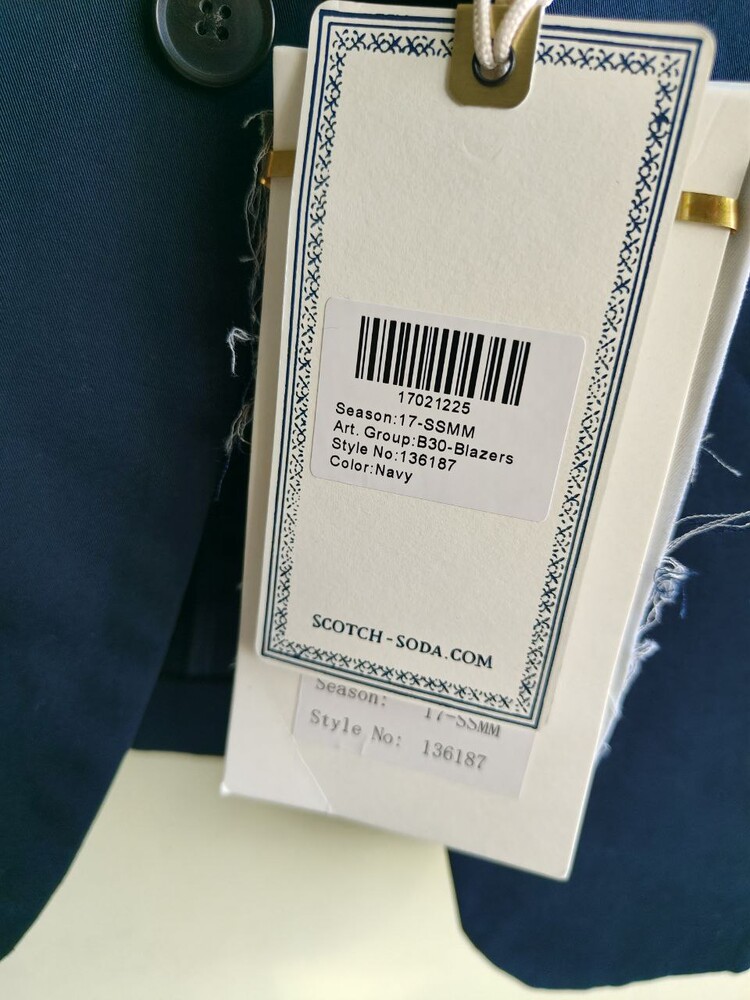 17021225
Season:17-SSMM
Art. Group:B30-Blazers
Style No:136187
Color:Navy
SCOTCH-SODA.COM
Season: 17-SSMM
Style No: 136187